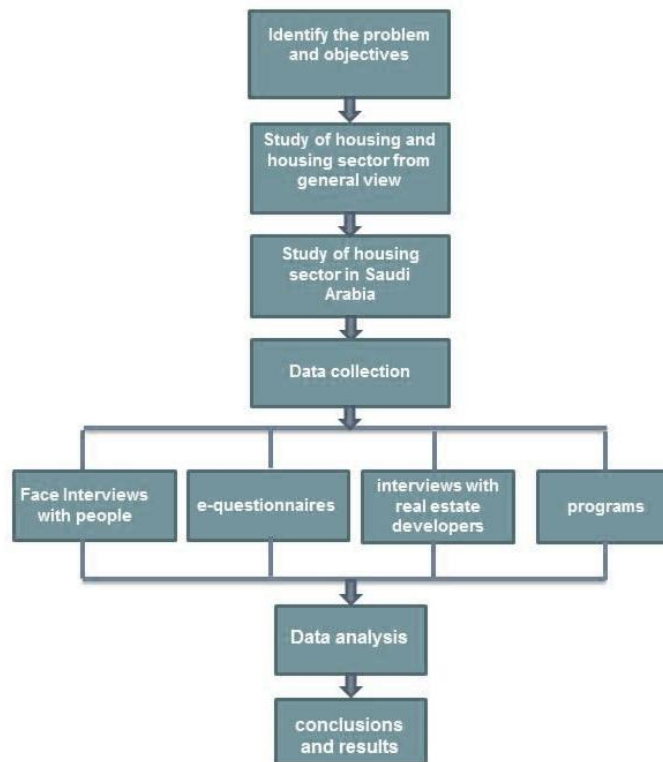 Identify the problem
and objectives
Study of housing and
housing sector from
general view
Study of housing
sector in Saudi
Arabia
Data collection
Face Interviews
with people
e-questionnaires
interviews with
real estate
developers
programs
Data analysis
conclusions
and results